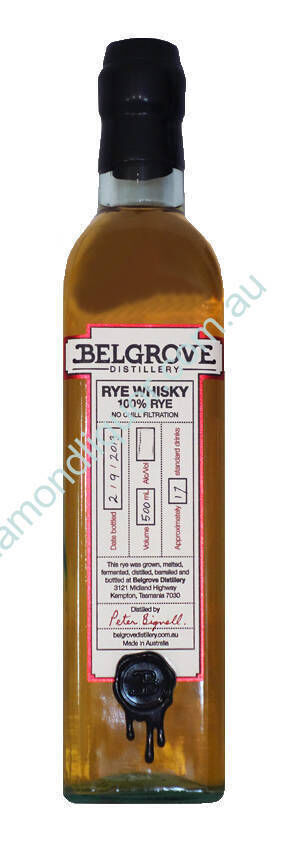 BELGROVE
DISTILLERY
RYE WHISKY
100% RYE
NO CHILL FILTRATION
Date bottled
Volume 500 mL Alc/Vol
Approximately 17 standard drinks
This rye was grown, malted,
fermented, distilled, barrelled and
bottled at Belgrove Distillery
3121 Midland Highway
Kempton, Tasmania 7030
Distilled by
Peter Bignell.
belgrovedistillery.com.au
Made in Australia
B